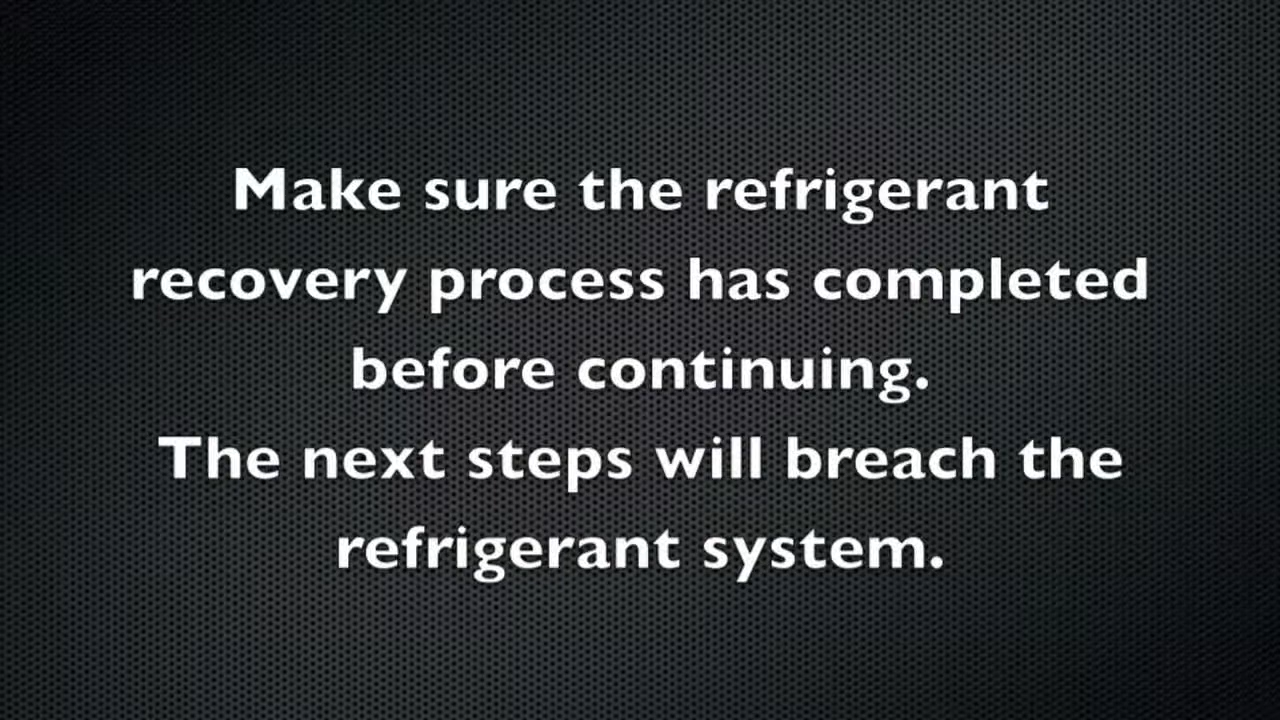 Make sure the refrigerant
recovery process has completed
before continuing.
The next steps will breach the
refrigerant system.